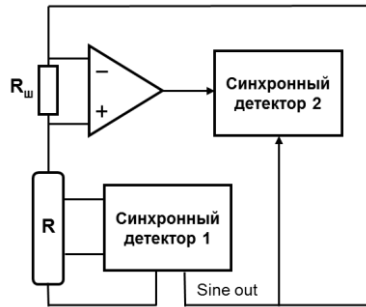 Rш
−
+
Синхронный
детектор 2
R
Синхронный
детектор 1
Sine out